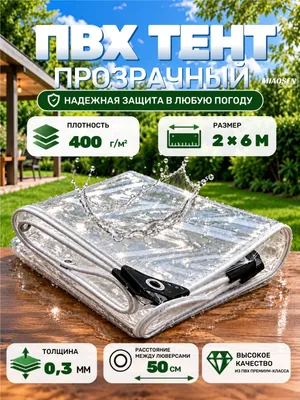 ПВХ ТЕНТ
ПРОЗРАЧНЫЙ
MIAOSEN
НАДЕЖНАЯ ЗАЩИТА В ЛЮБУЮ ПОГОДУ
ПЛОТНОСТЬ
400 г/м²
РАЗМЕР
2 × 6 М
ТОЛЩИНА
0,3 ММ
РАССТОЯНИЕ
МЕЖДУ ЛЮВЕРСАМИ
50 СМ
ВЫСОКОЕ
КАЧЕСТВО
ИЗ ПВХ ПРЕМИУМ-КЛАССА